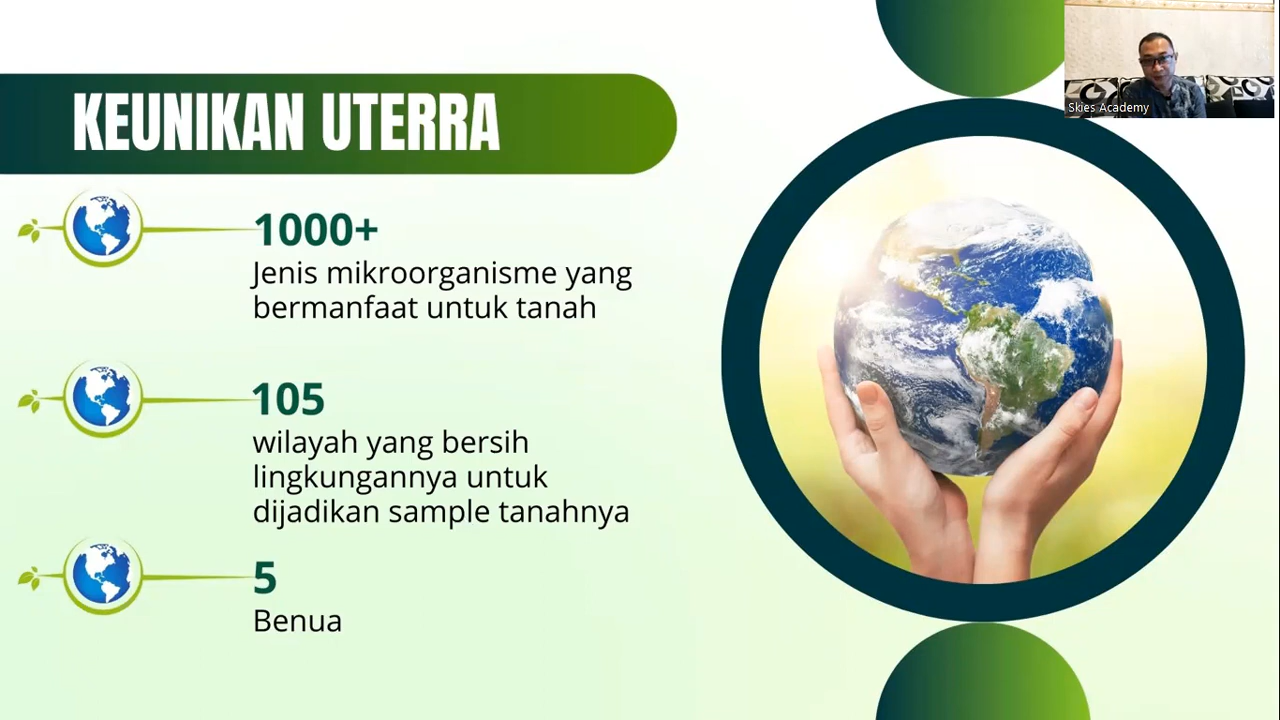 Skies Academy
KEUNIKAN UTERRA
1000+
Jenis mikroorganisme yang
bermanfaat untuk tanah
105
wilayah yang bersih
lingkungannya untuk
dijadikan sample tanahnya
5
Benua